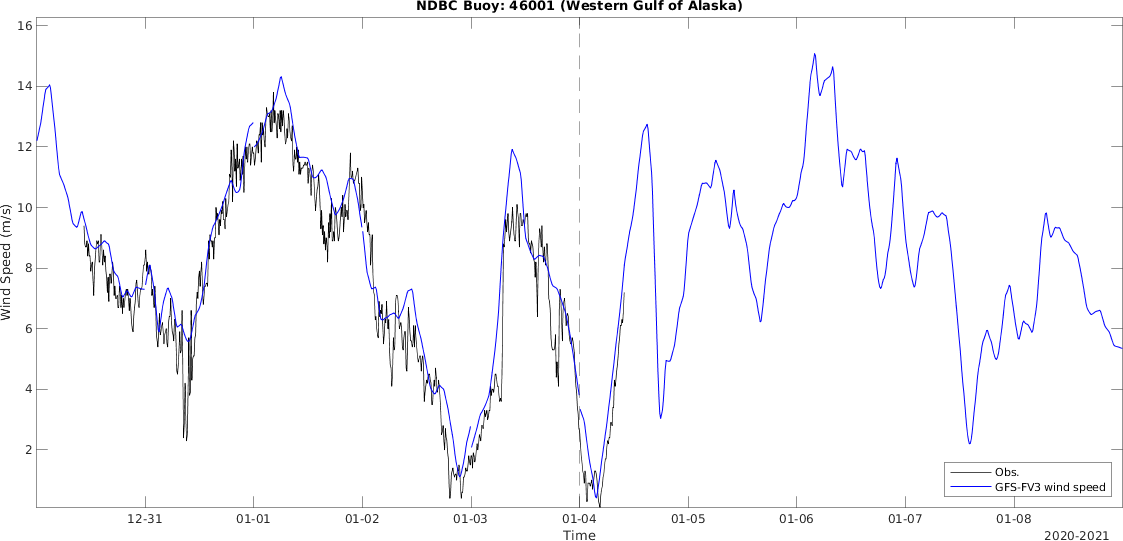 NDBC Buoy: 46001 (Western Gulf of Alaska)
16
14
12
10
8
6
4
2
Wind Speed (m/s)
12-31 01-01 01-02 01-03 01-04 01-05 01-06 01-07 01-08
Time
2020-2021
Obs.
GFS-FV3 wind speed